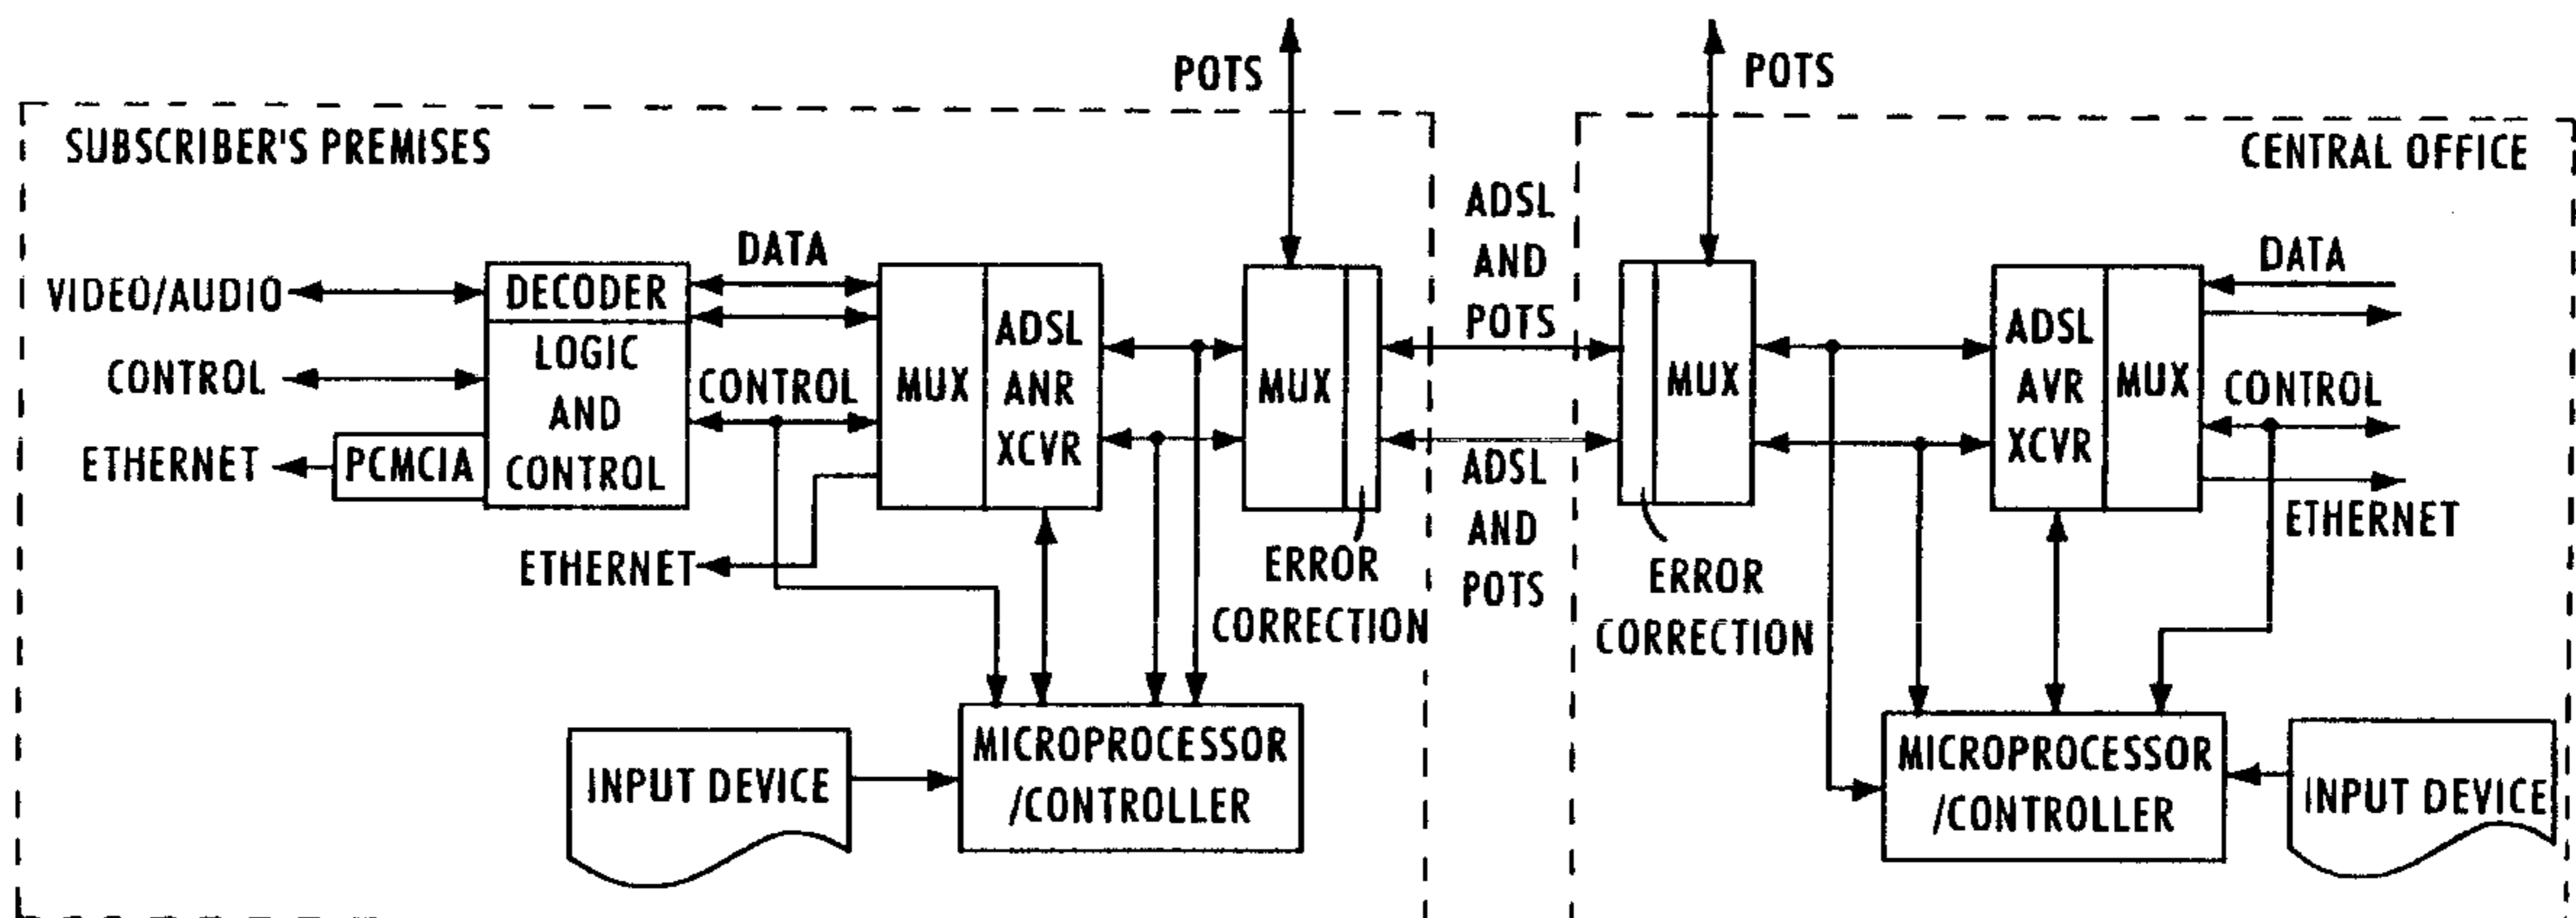 POTS
POTS
SUBSCRIBER'S PREMISES
CENTRAL OFFICE
VIDEO/AUDIO
CONTROL
ETHERNET
PCMCIA
DECODER
LOGIC
AND
CONTROL
DATA
CONTROL
ETHERNET
MUX
ADSL
ANR
XCVR
MUX
ERROR
CORRECTION
ADSL
AND
POTS
ADSL
AND
POTS
MUX
ERROR
CORRECTION
ADSL
AVR
XCVR
MUX
DATA
CONTROL
ETHERNET
INPUT DEVICE
MICROPROCESSOR
/CONTROLLER
MICROPROCESSOR
/CONTROLLER
INPUT DEVICE